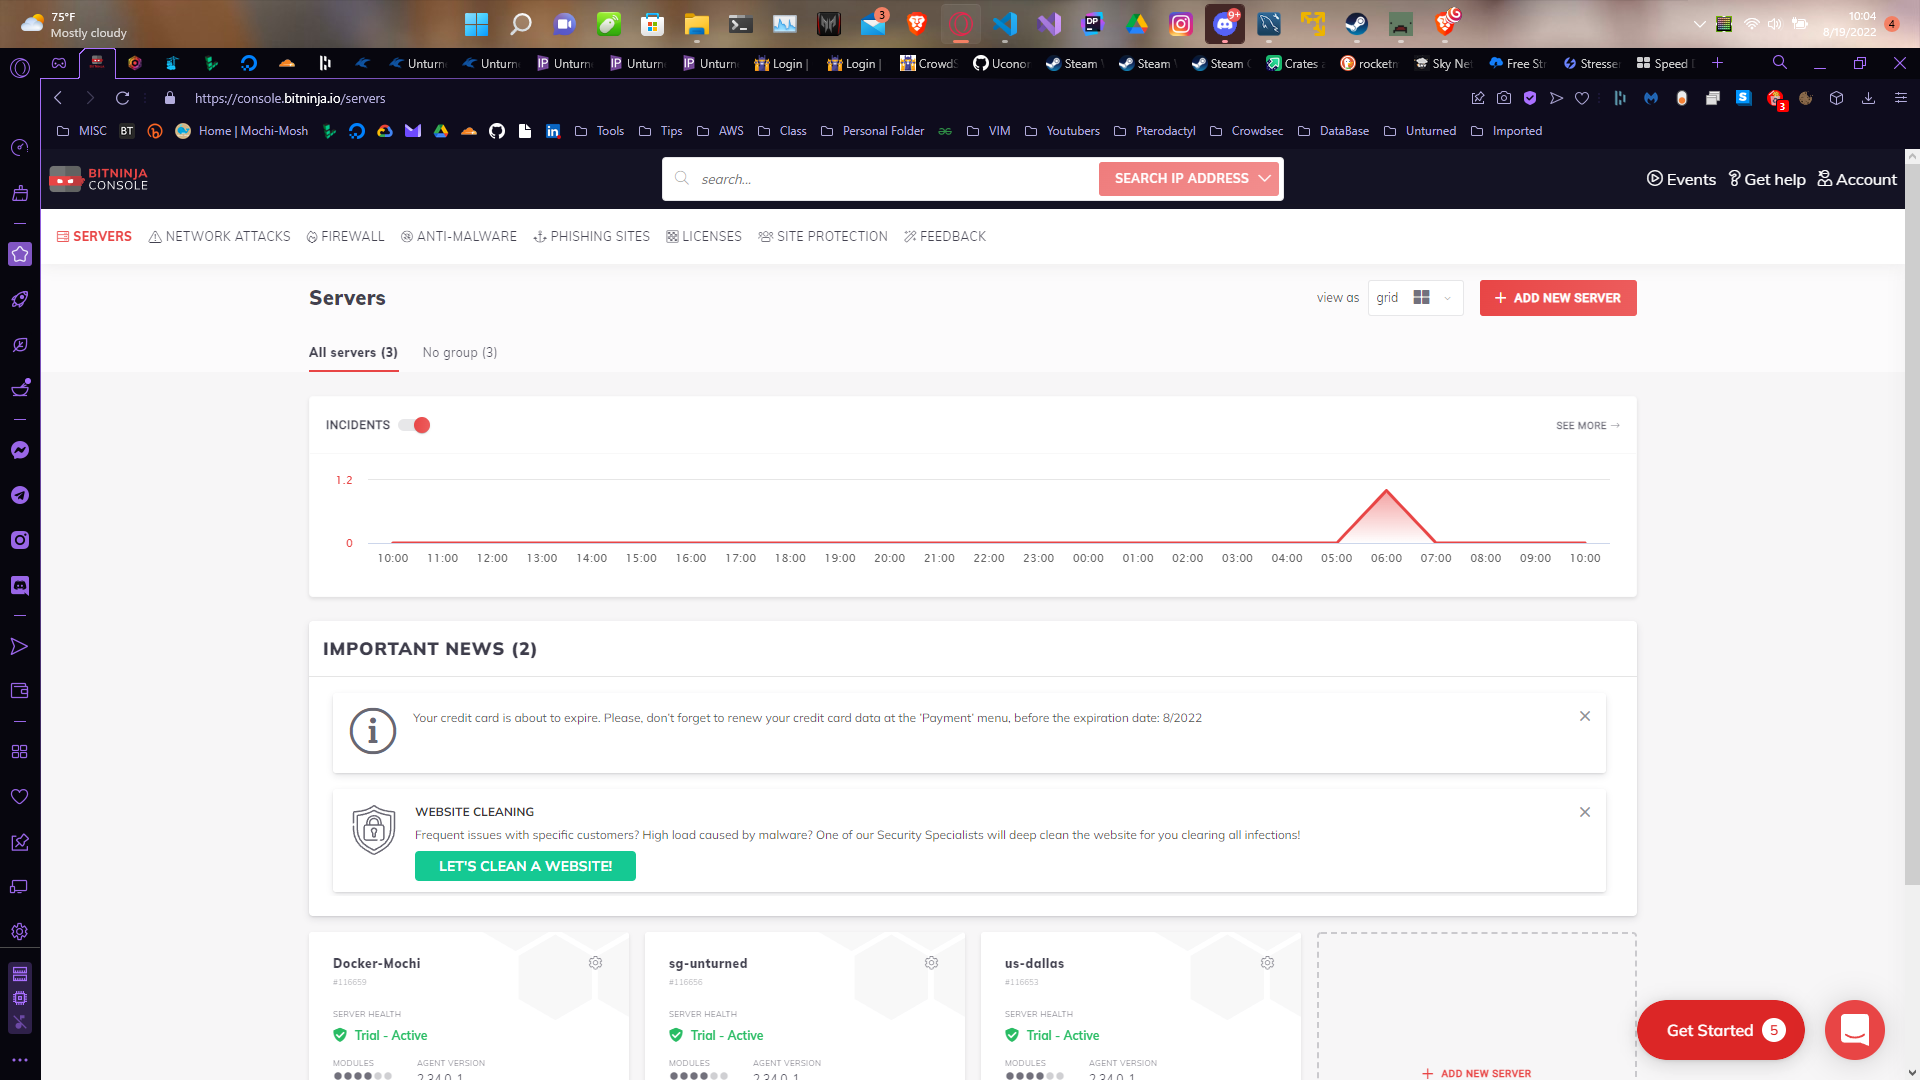 75°F
Mostly cloudy
3
9+
10:04
8/19/2022
4
Unturn
Unturn
Unturn
Unturn
Unturn
Login |
Login |
CrowdS
Uconor
Steam
Steam
Steam
Crates
rocketm
Sky Net
Free Str
Stresser
Speed
https://console.bitninja.io/servers
3
MISC
BT
Home | Mochi-Mosh
Tools
Tips
AWS
Class
Personal Folder
VIM
Youtubers
Pterodactyl
Crowdsec
DataBase
Unturned
Imported
BITNINJA
CONSOLE
search...
SEARCH IP ADDRESS
Events
Get help
Account
SERVERS
NETWORK ATTACKS
FIREWALL
ANTI-MALWARE
PHISHING SITES
LICENSES
SITE PROTECTION
FEEDBACK
Servers
view as
grid
+ ADD NEW SERVER
All servers (3)
No group (3)
INCIDENTS
SEE MORE →
1.2
0
10:00 11:00 12:00 13:00 14:00 15:00 16:00 17:00 18:00 19:00 20:00 21:00 22:00 23:00 00:00 01:00 02:00 03:00 04:00 05:00 06:00 07:00 08:00 09:00 10:00
IMPORTANT NEWS (2)
Your credit card is about to expire. Please, don't forget to renew your credit card data at the 'Payment' menu, before the expiration date: 8/2022
WEBSITE CLEANING
Frequent issues with specific customers? High load caused by malware? One of our Security Specialists will deep clean the website for you clearing all infections!
LET'S CLEAN A WEBSITE!
Docker-Mochi
#116659
SERVER HEALTH
Trial - Active
MODULES
AGENT VERSION
2.34.0-1
sg-unturned
#116656
SERVER HEALTH
Trial - Active
MODULES
AGENT VERSION
2.34.0-1
us-dallas
#116653
SERVER HEALTH
Trial - Active
MODULES
AGENT VERSION
2.34.0-1
+ ADD NEW SERVER
Get Started 5